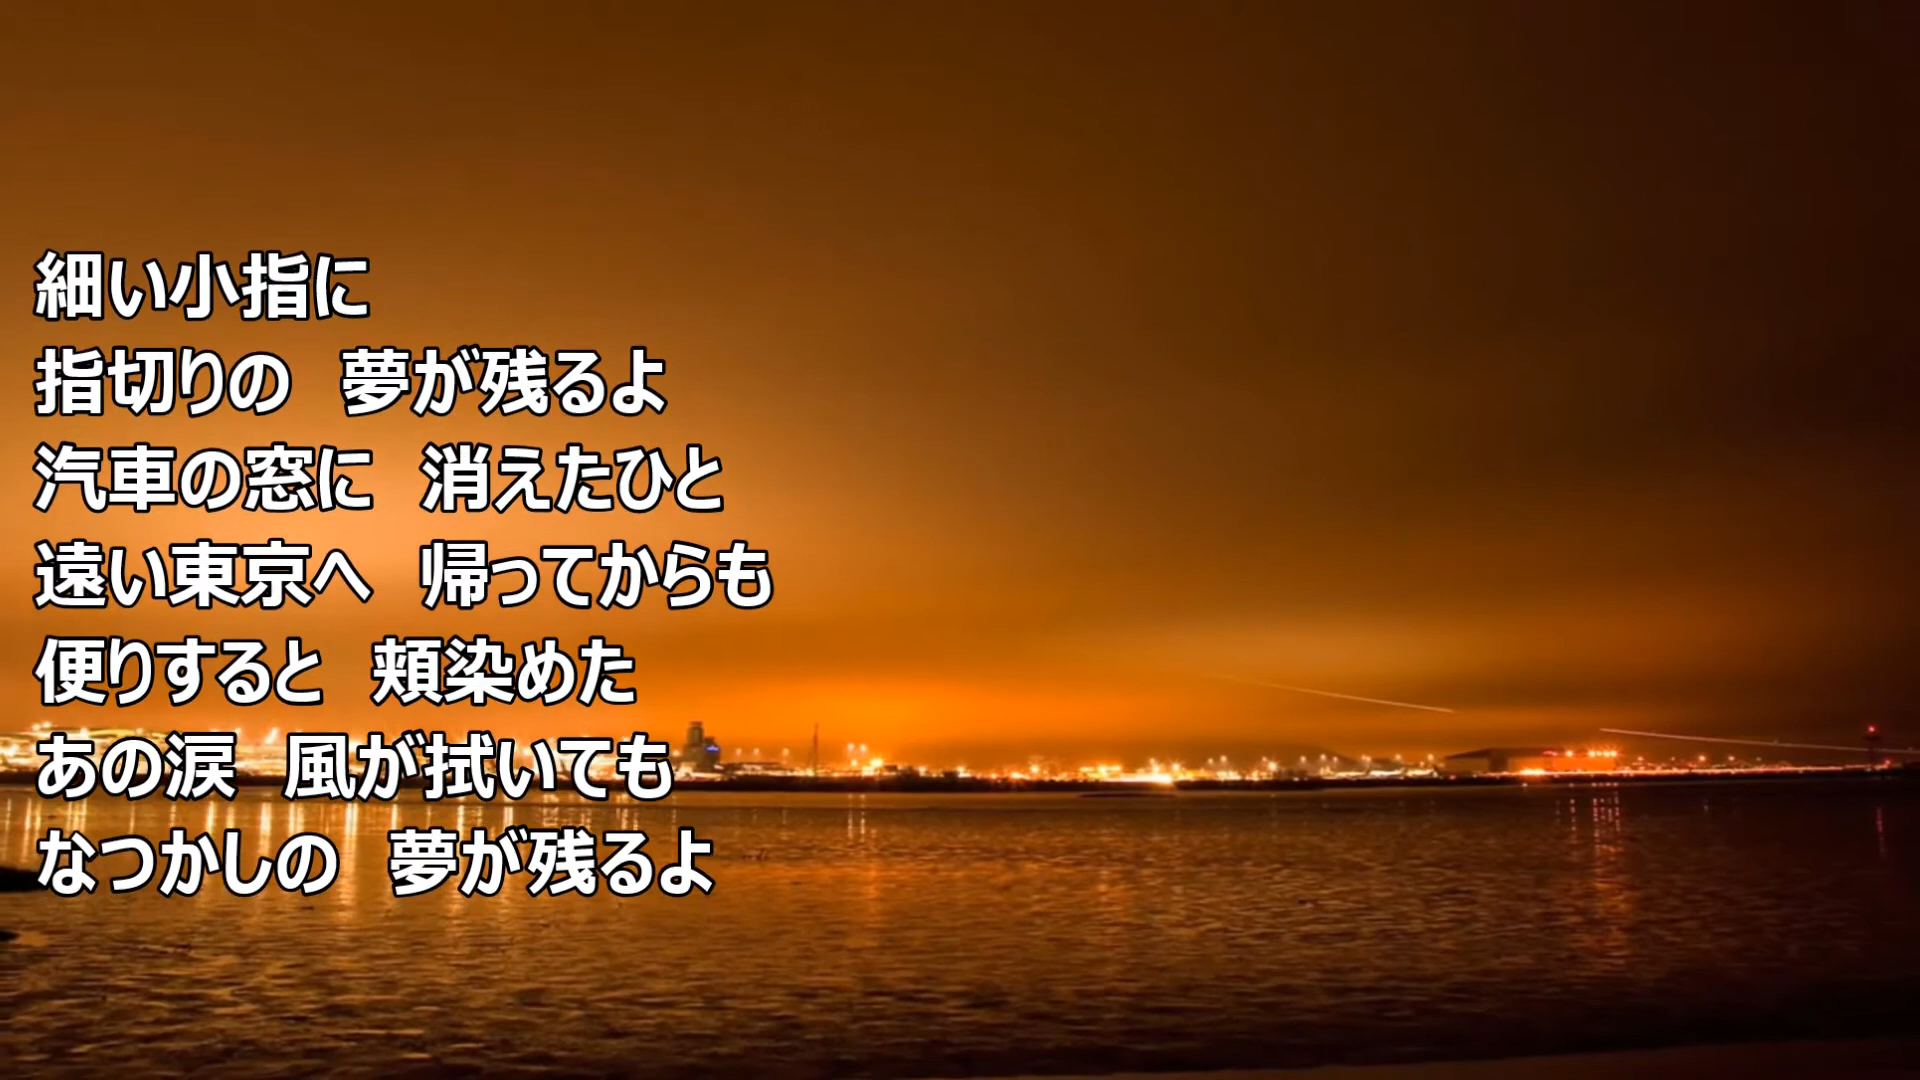 細い小指に
指切りの　夢が残るよ
汽車の窓に　消えたひと
遠い東京へ　帰ってからも
便りすると　頬染めた
あの涙　風が拭いても
なつかしの　夢が残るよ